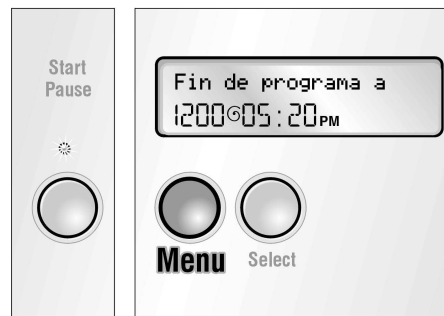 Start
Pause
Fin de programa a
1200 05:20PM
Menu
Select